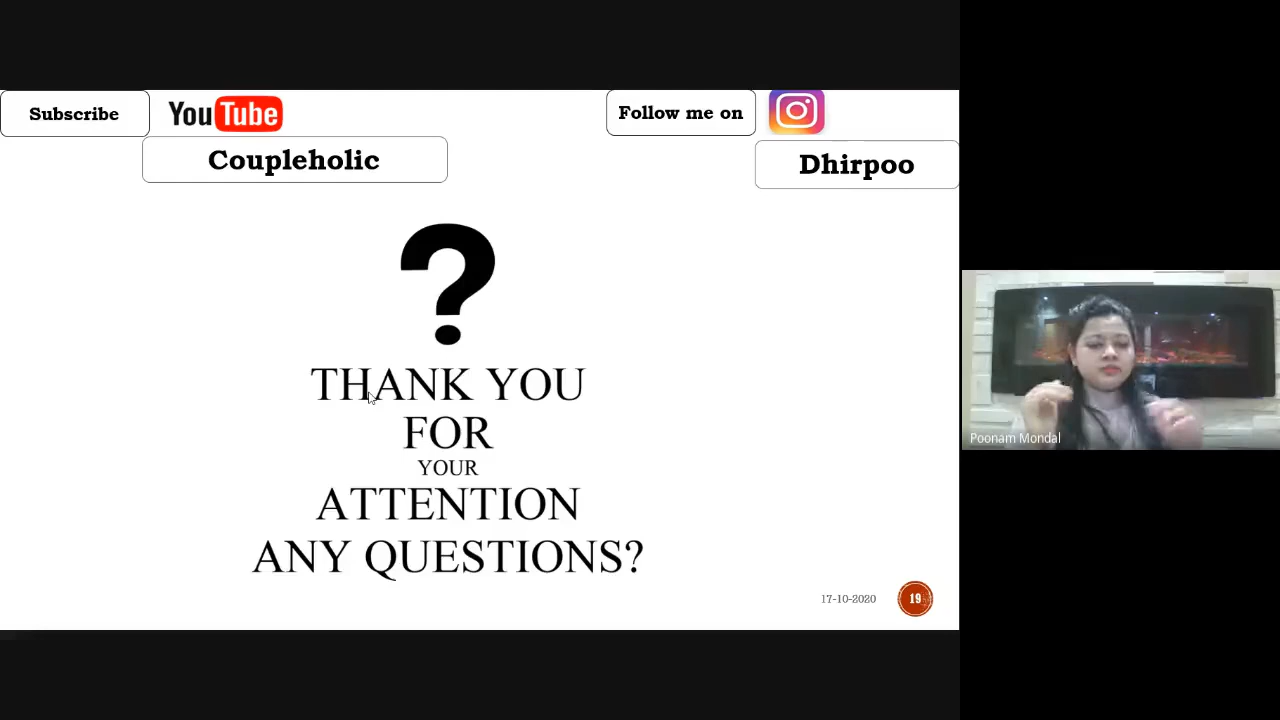 Subscribe
YouTube
Follow me on
Coupleholic
Dhirpoo
?
THANK YOU
FOR
YOUR
ATTENTION
ANY QUESTIONS?
Poonam Mondal
17-10-2020
19